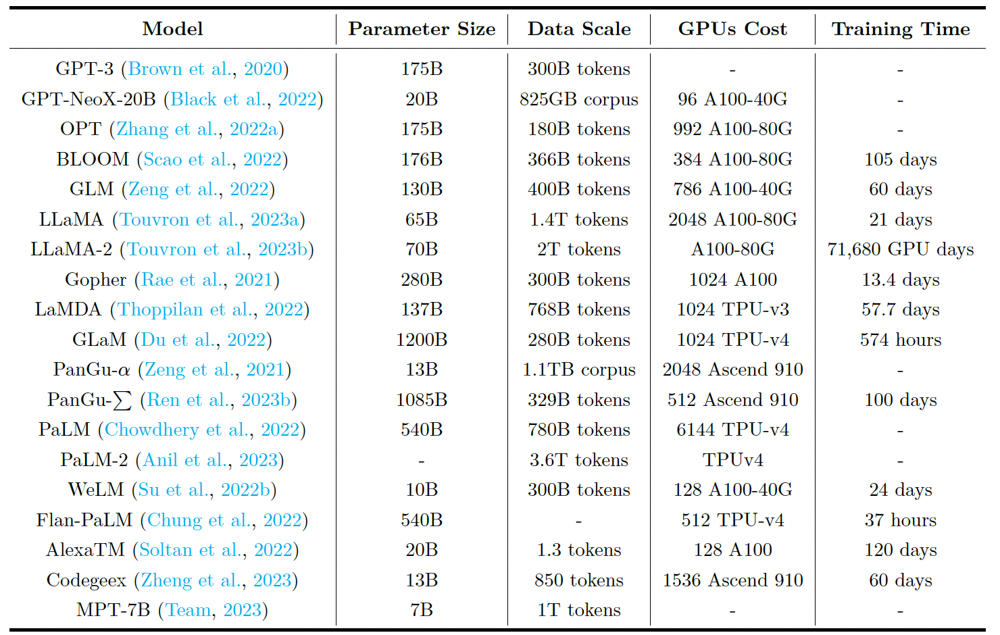 Model Parameter Size Data Scale GPUs Cost Training Time
GPT-3 (Brown et al., 2020) 175B 300B tokens - -
GPT-NeoX-20B (Black et al., 2022) 20B 825GB corpus 96 A100-40G -
OPT (Zhang et al., 2022a) 175B 180B tokens 992 A100-80G -
BLOOM (Scao et al., 2022) 176B 366B tokens 384 A100-80G 105 days
GLM (Zeng et al., 2022) 130B 400B tokens 786 A100-40G 60 days
LLaMA (Touvron et al., 2023a) 65B 1.4T tokens 2048 A100-80G 21 days
LLaMA-2 (Touvron et al., 2023b) 70B 2T tokens A100-80G 71,680 GPU days
Gopher (Rae et al., 2021) 280B 300B tokens 1024 A100 13.4 days
LaMDA (Thoppilan et al., 2022) 137B 768B tokens 1024 TPU-v3 57.7 days
GLaM (Du et al., 2022) 1200B 280B tokens 1024 TPU-v4 574 hours
PanGu-α (Zeng et al., 2021) 13B 1.1TB corpus 2048 Ascend 910 -
PanGu-∑ (Ren et al., 2023b) 1085B 329B tokens 512 Ascend 910 100 days
PaLM (Chowdhery et al., 2022) 540B 780B tokens 6144 TPU-v4 -
PaLM-2 (Anil et al., 2023) - 3.6T tokens TPUv4 -
WeLM (Su et al., 2022b) 10B 300B tokens 128 A100-40G 24 days
Flan-PaLM (Chung et al., 2022) 540B - 512 TPU-v4 37 hours
AlexaTM (Soltan et al., 2022) 20B 1.3 tokens 128 A100 120 days
Codegeex (Zheng et al., 2023) 13B 850 tokens 1536 Ascend 910 60 days
MPT-7B (Team, 2023) 7B 1T tokens - -